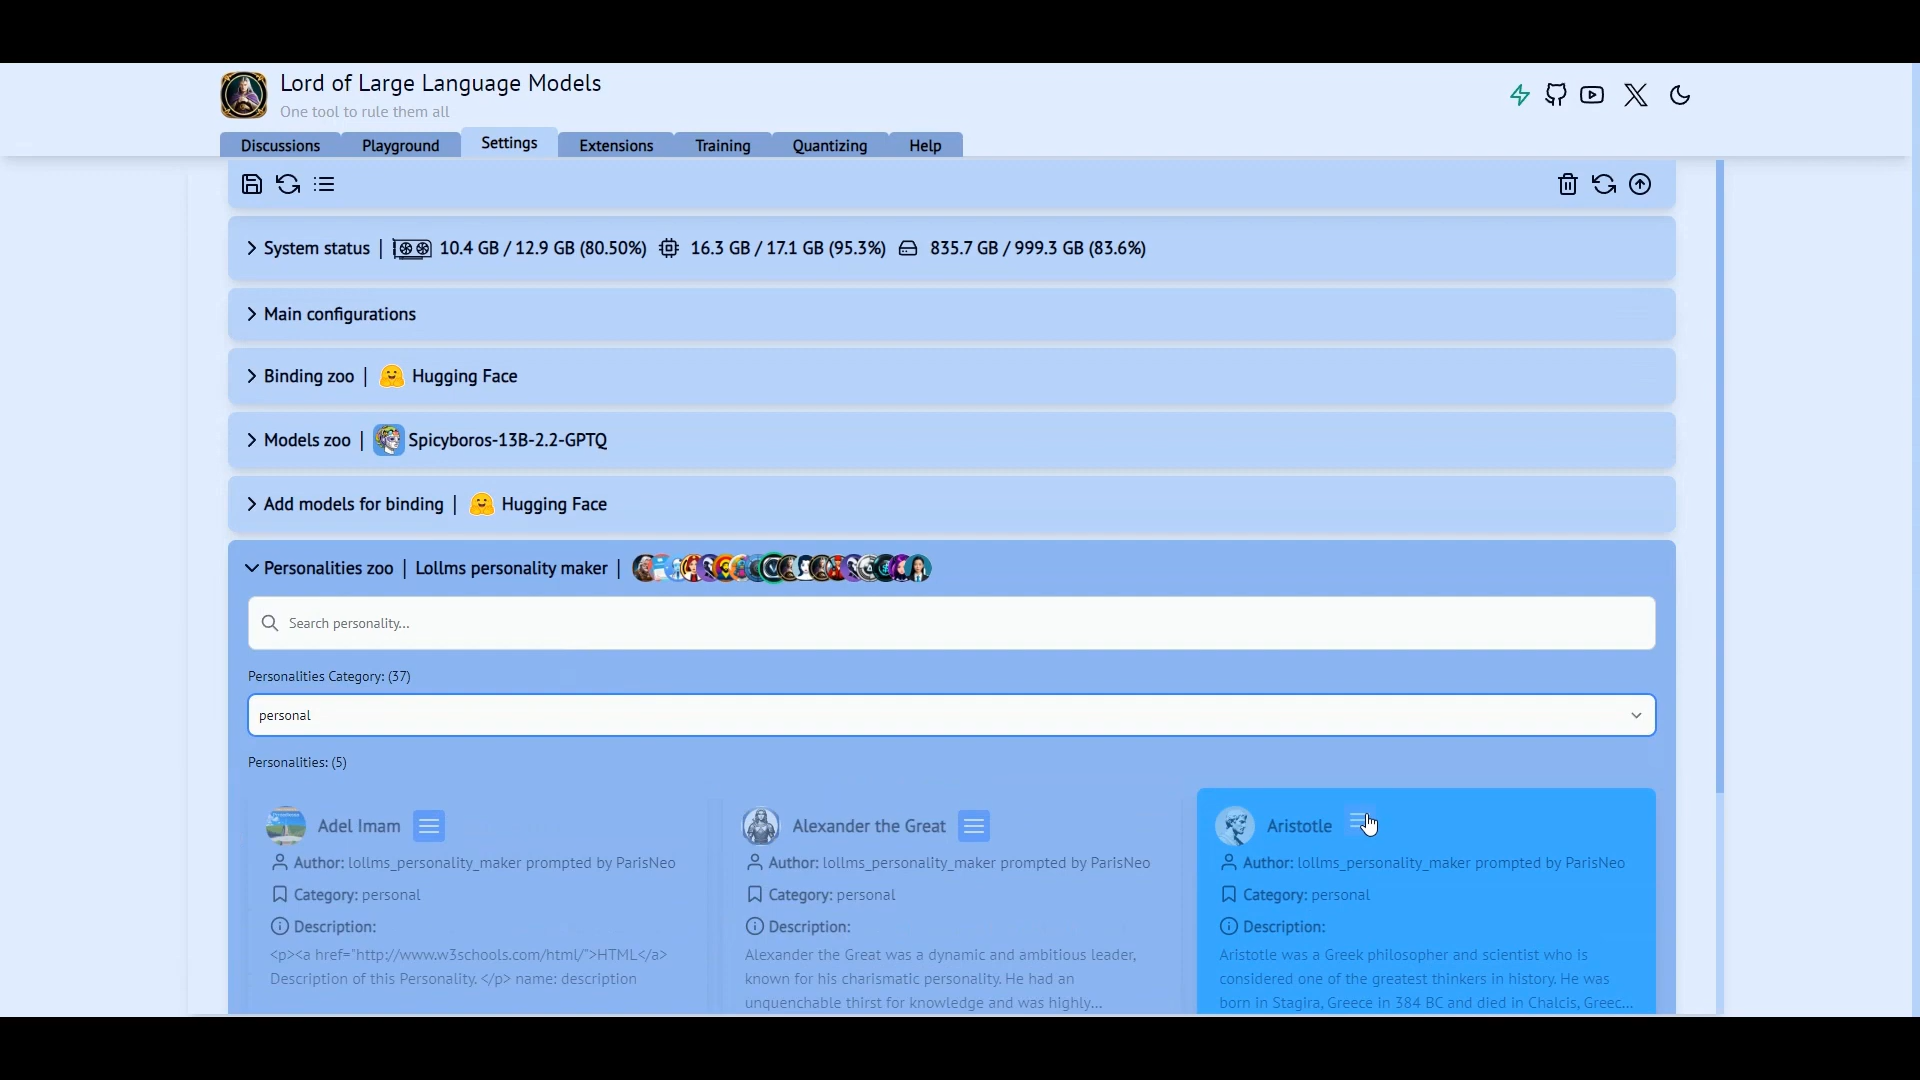 Lord of Large Language Models
One tool to rule them all
Discussions Playground Settings Extensions Training Quantizing Help
System status | 10.4 GB / 12.9 GB (80.50%) 16.3 GB / 17.1 GB (95.3%) 835.7 GB / 999.3 GB (83.6%)
Main configurations
Binding zoo | Hugging Face
Models zoo | Spicyboros-13B-2.2-GPTQ
Add models for binding | Hugging Face
Personalities zoo | Lollms personality maker |
Search personality...
Personalities Category: (37)
personal
Personalities: (5)
Adel Imam
Author: lollms_personality_maker prompted by ParisNeo
Category: personal
Description:
<p><a href="http://www.w3schools.com/html/">HTML</a>
Description of this Personality. </p> name: description
Alexander the Great
Author: lollms_personality_maker prompted by ParisNeo
Category: personal
Description:
Alexander the Great was a dynamic and ambitious leader,
known for his charismatic personality. He had an
unquenchable thirst for knowledge and was highly...
Aristotle
Author: lollms_personality_maker prompted by ParisNeo
Category: personal
Description:
Aristotle was a Greek philosopher and scientist who is
considered one of the greatest thinkers in history. He was
born in Stagira, Greece in 384 BC and died in Chalcis, Greec...